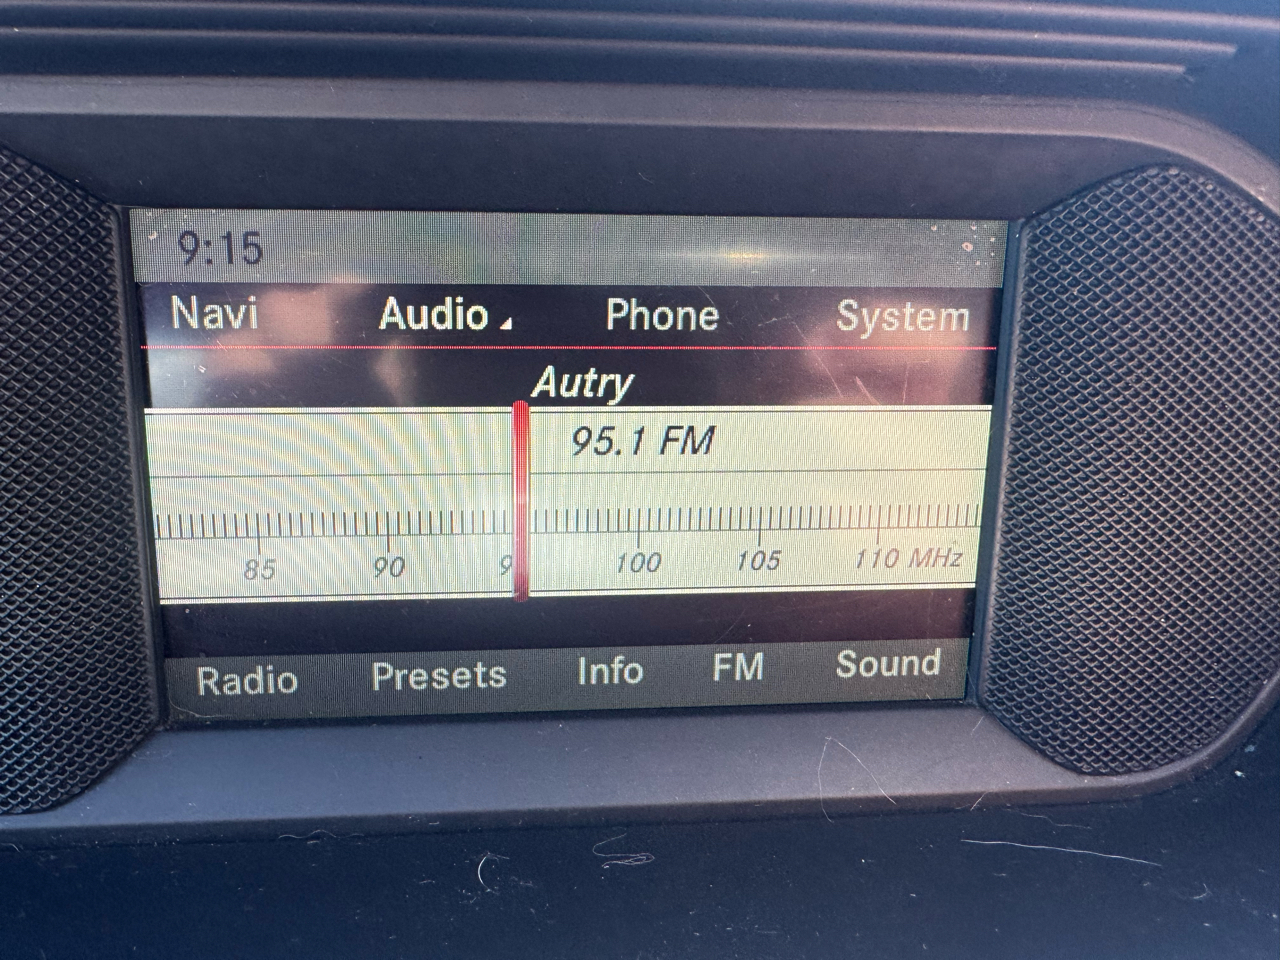 9:15
Navi Audio Phone System
Autry
95.1 FM
85 90 9 100 105 110 MHz
Radio Presets Info FM Sound